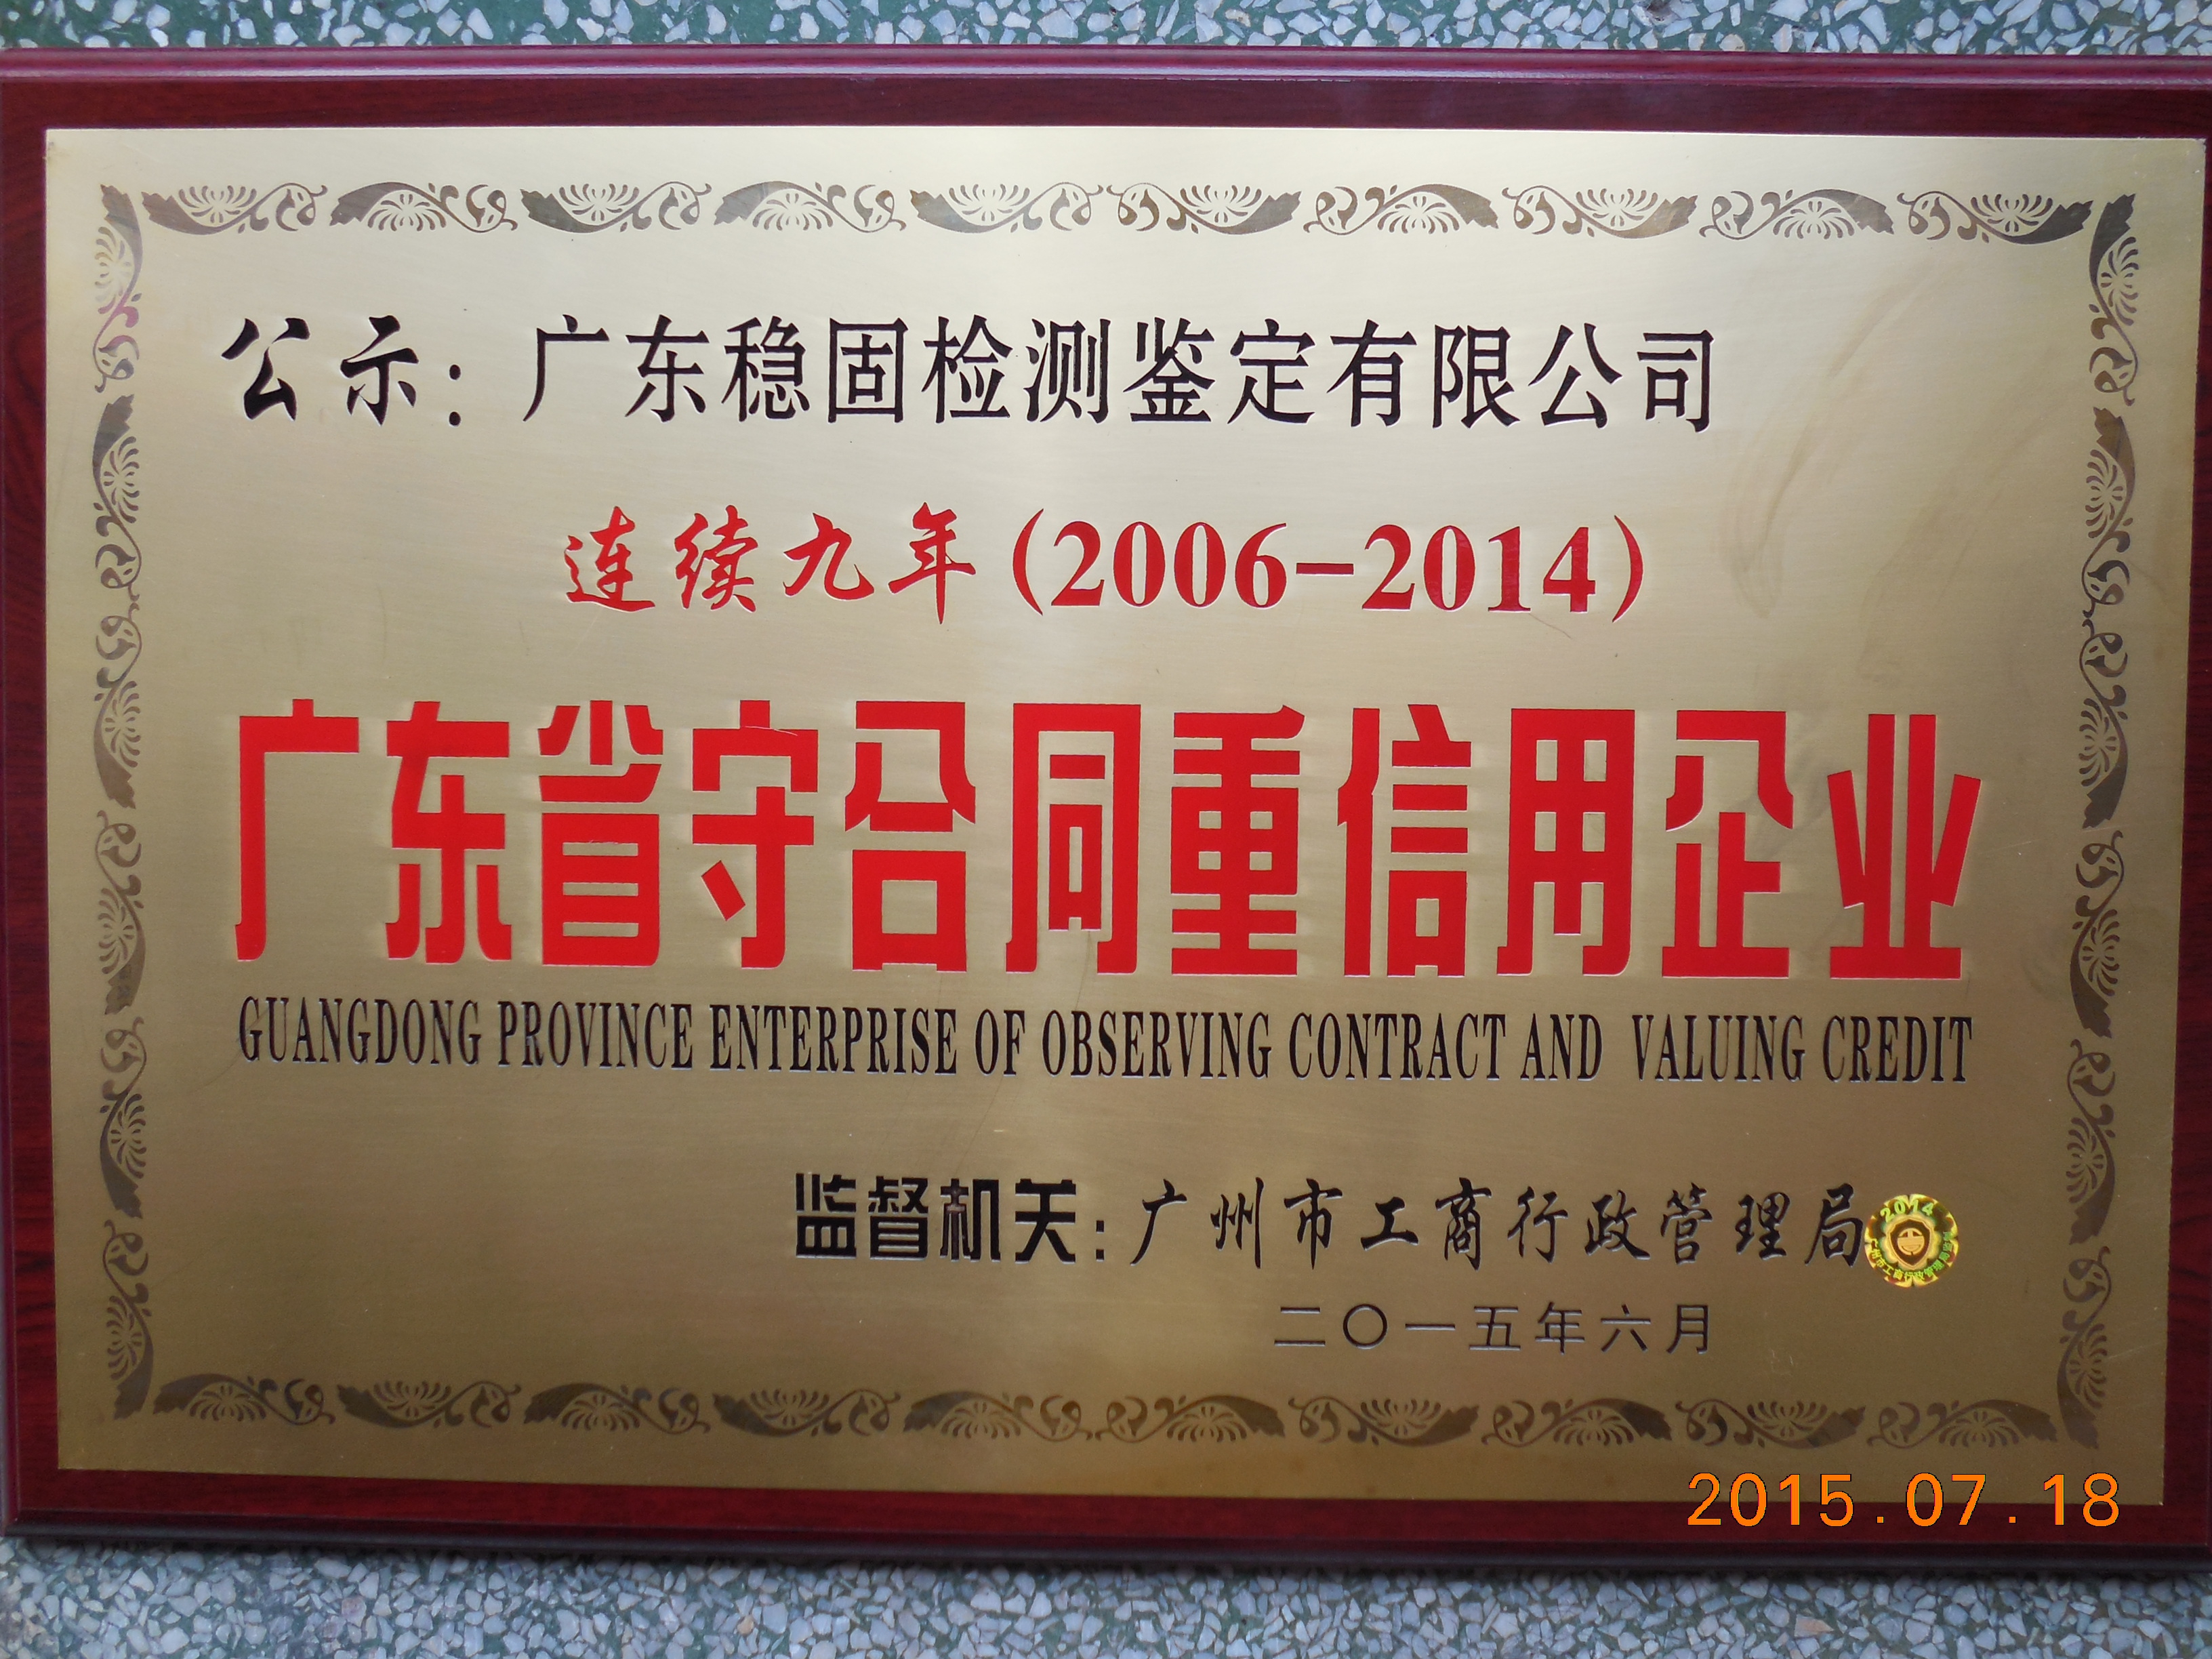 公示：广东稳固检测鉴定有限公司
连续九年(2006-2014)
广东省守合同重信用企业
GUANGDONG PROVINCE ENTERPRISE OF OBSERVING CONTRACT AND VALUING CREDIT
监督机关：广州市工商行政管理局
2014
二〇一五年六月
2015.07.18